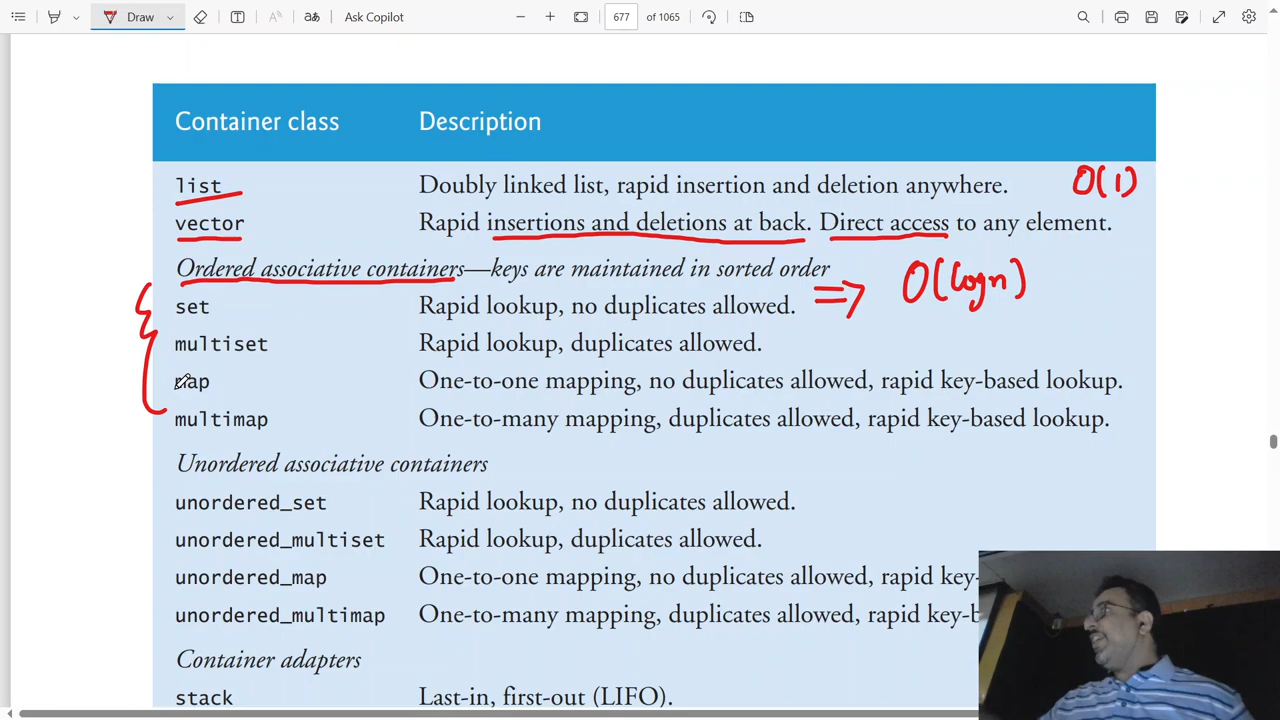 Draw
Ask Copilot
677 of 1065
Container class Description
list Doubly linked list, rapid insertion and deletion anywhere. O(1)
vector Rapid insertions and deletions at back. Direct access to any element.
Ordered associative containers—keys are maintained in sorted order
set Rapid lookup, no duplicates allowed. => O(logn)
multiset Rapid lookup, duplicates allowed.
map One-to-one mapping, no duplicates allowed, rapid key-based lookup.
multimap One-to-many mapping, duplicates allowed, rapid key-based lookup.
Unordered associative containers
unordered_set Rapid lookup, no duplicates allowed.
unordered_multiset Rapid lookup, duplicates allowed.
unordered_map One-to-one mapping, no duplicates allowed, rapid key-
unordered_multimap One-to-many mapping, duplicates allowed, rapid key-b
Container adapters
stack Last-in, first-out (LIFO).